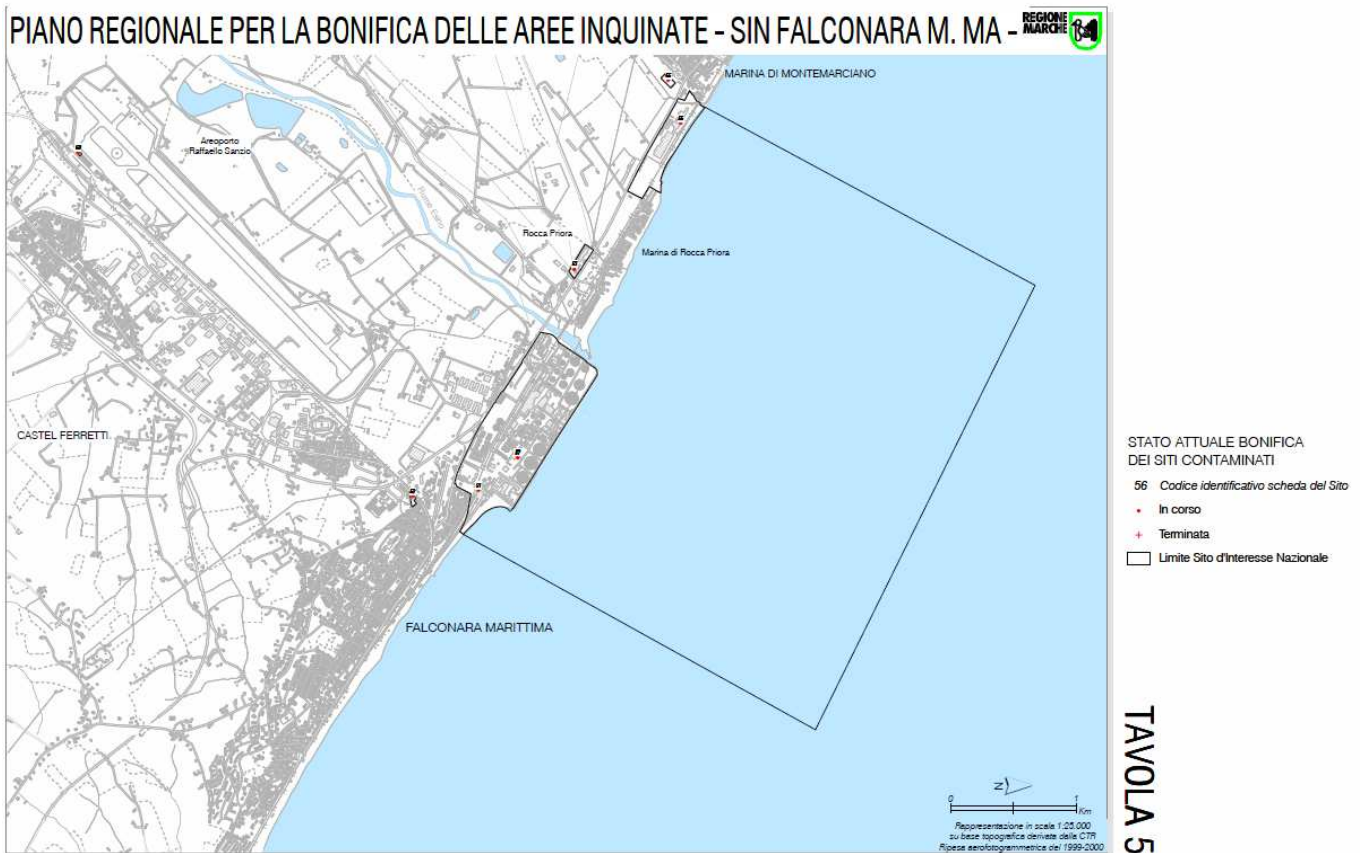 PIANO REGIONALE PER LA BONIFICA DELLE AREE INQUINATE - SIN FALCONARA M. MA -
REGIONE
MARCHE
MARINA DI MONTEMARCIANO
Areoporto
Raffaello Sanzio
Fiume Esino
Rocca Priora
Marina di Rocca Priora
CASTEL FERRETTI
FALCONARA MARITTIMA
STATO ATTUALE BONIFICA
DEI SITI CONTAMINATI
56 Codice identificativo scheda del Sito
In corso
+ Terminata
Limite Sito d'Interesse Nazionale
N
0 1
Km
Rappresentazione in scala 1:25.000
su base topografica derivata dalla CTR
Ripesa aerofotogrammetrica del 1999-2000
TAVOLA 5